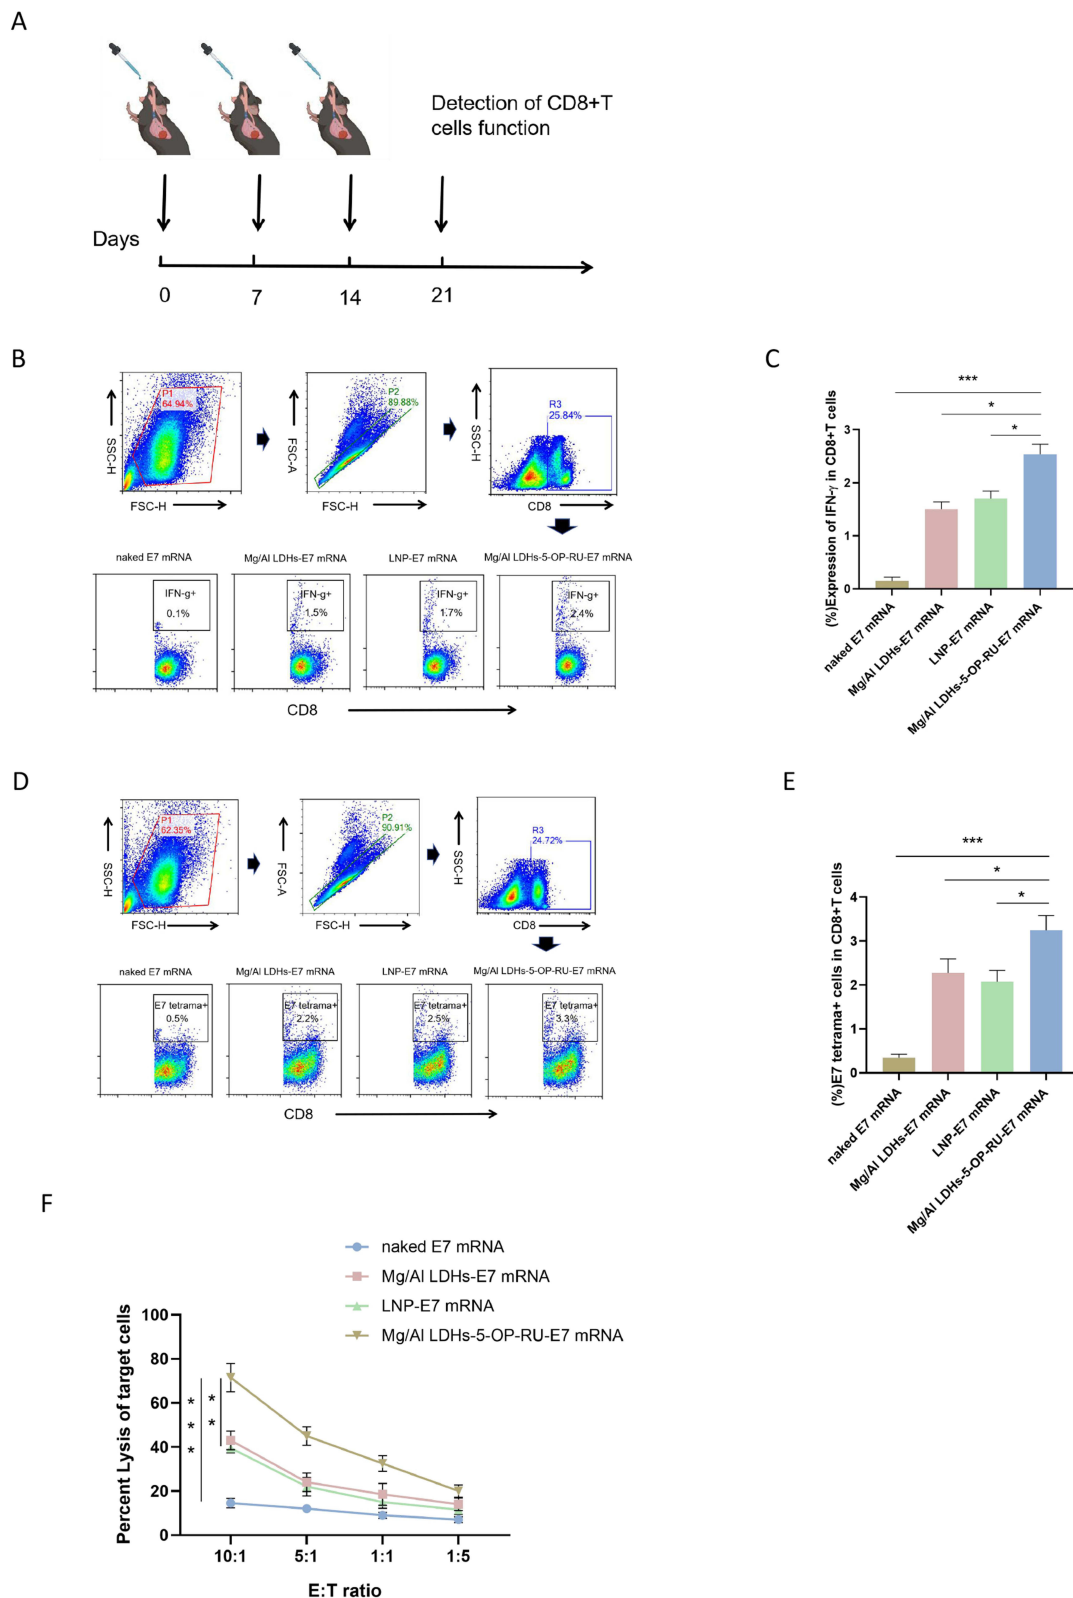 A
Detection of CD8+T
cells function
Days
0
7
14
21
B
P1
64.94%
SSC-H
FSC-H
P2
89.88%
FSC-A
FSC-H
R3
25.84%
SSC-H
CD8
naked E7 mRNA
Mg/Al LDHs-E7 mRNA
LNP-E7 mRNA
Mg/Al LDHs-5-OP-RU-E7 mRNA
IFN-g+
0.1%
IFN-g+
1.5%
IFN-g+
1.7%
IFN-g+
2.4%
CD8
C
***
*
*
(%)Expression of IFN-γ in CD8+T cells
3
2
1
0
naked E7 mRNA
Mg/Al LDHs-E7 mRNA
LNP-E7 mRNA
Mg/Al LDHs-5-OP-RU-E7 mRNA
D
P1
62.35%
SSC-H
FSC-H
P2
90.91%
FSC-A
FSC-H
R3
24.72%
SSC-H
CD8
naked E7 mRNA
Mg/Al LDHs-E7 mRNA
LNP-E7 mRNA
Mg/Al LDHs-5-OP-RU-E7 mRNA
E7 tetrama+
0.5%
E7 tetrama+
2.2%
E7 tetrama+
2.5%
E7 tetrama+
3.3%
CD8
E
***
*
*
(%)E7 tetrama+ cells in CD8+T cells
4
3
2
1
0
naked E7 mRNA
Mg/Al LDHs-E7 mRNA
LNP-E7 mRNA
Mg/Al LDHs-5-OP-RU-E7 mRNA
F
naked E7 mRNA
Mg/Al LDHs-E7 mRNA
LNP-E7 mRNA
Mg/Al LDHs-5-OP-RU-E7 mRNA
Percent Lysis of target cells
100
80
60
40
20
0
***
**
10:1
5:1
1:1
1:5
E:T ratio